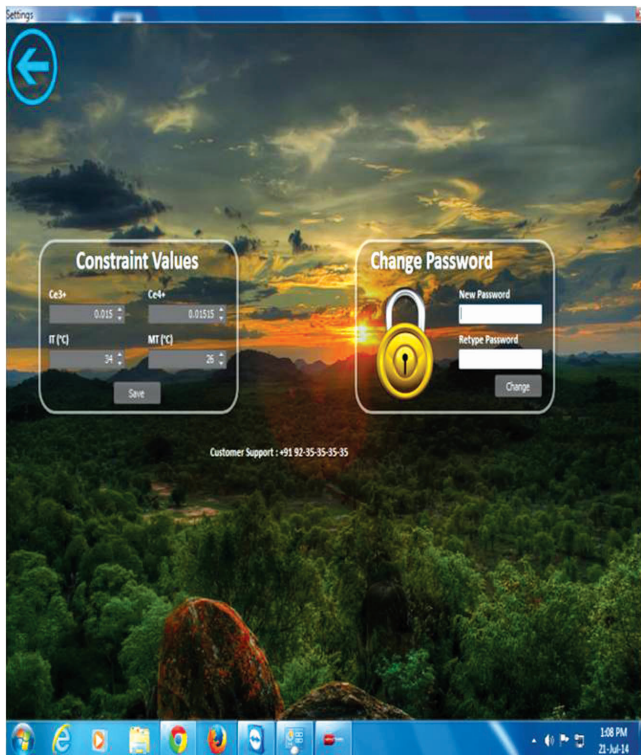 Settings
Constraint Values
Ce3+ Ce4+
0.015 0.01515
IT (°C) MT (°C)
34 26
Save
Change Password
New Password
Retype Password
Change
Customer Support : +91 92-35-35-35-35
1:08 PM
21-Jul-14